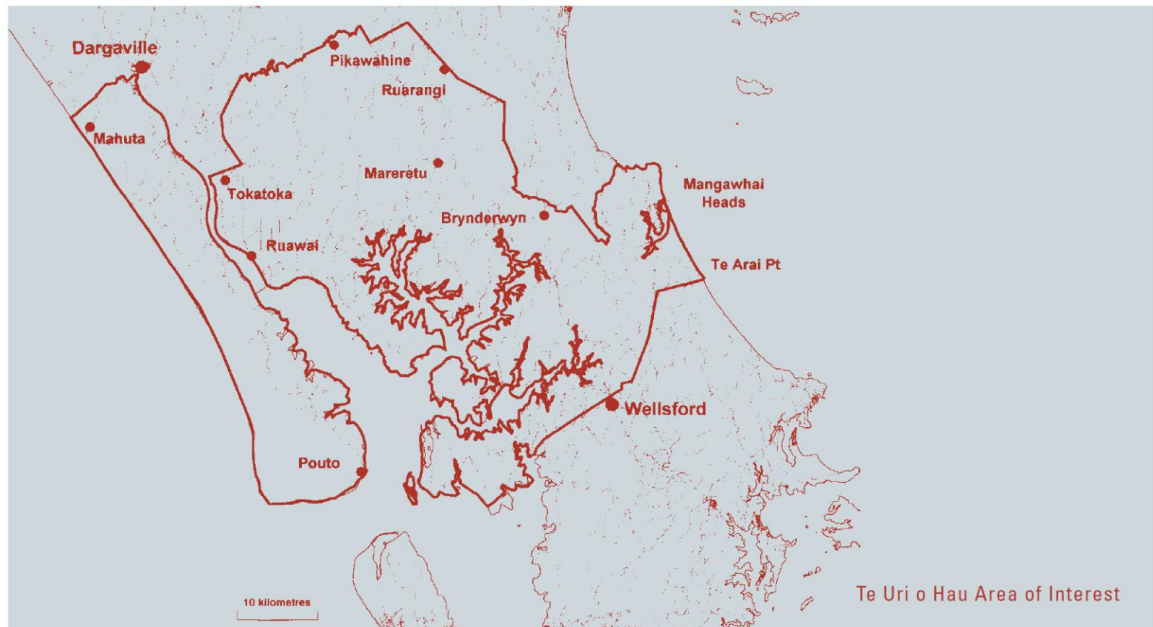 Dargaville
Pikawahine
Ruarangi
Mahuta
Mareretu
Tokatoka
Mangawhai
Heads
Brynderwyn
Ruawai
Te Arai Pt
Wellsford
Pouto
10 kilometres
Te Uri o Hau Area of Interest